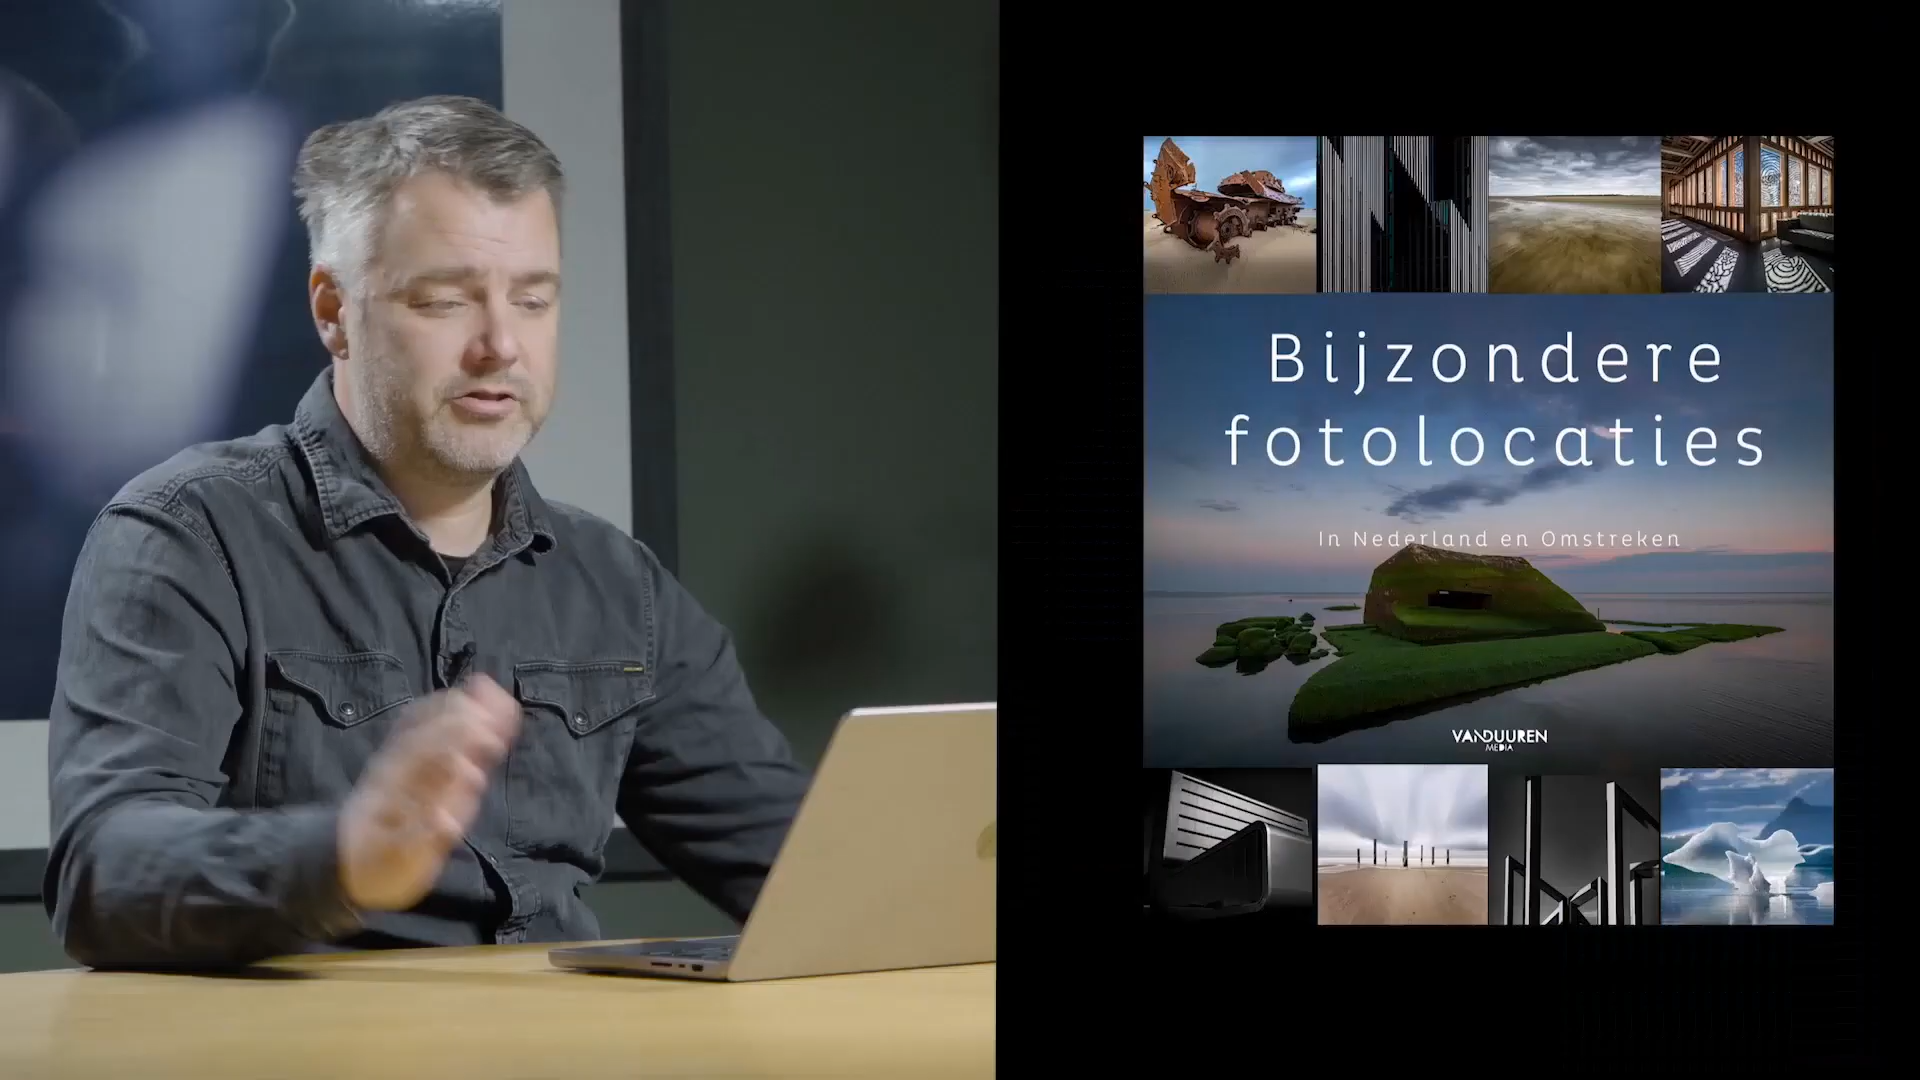 Bijzondere
fotolocaties
In Nederland en Omstreken
VANDUUREN
MEDIA